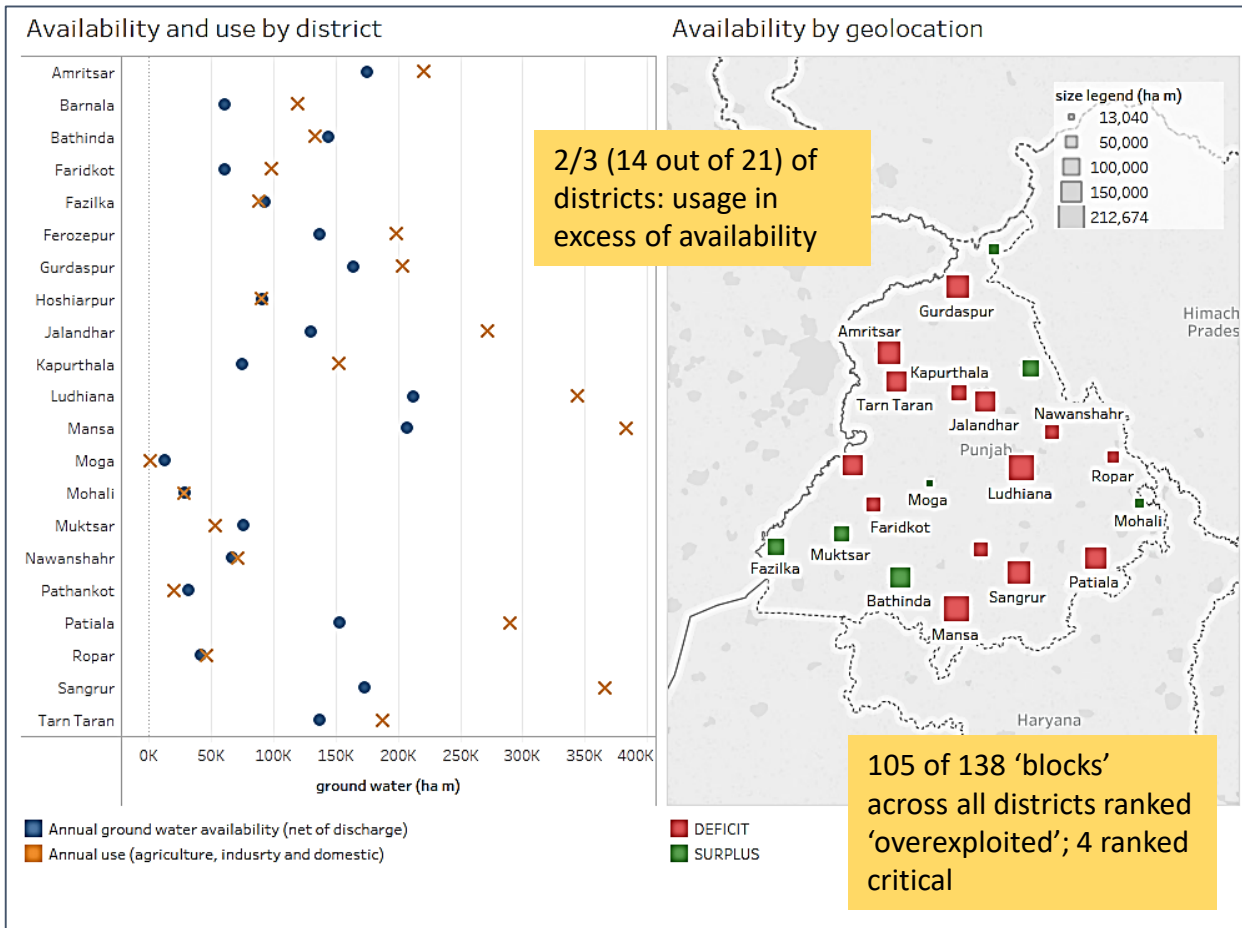 Availability and use by district
Amritsar
Barnala
Bathinda
Faridkot
Fazilka
Ferozepur
Gurdaspur
Hoshiarpur
Jalandhar
Kapurthala
Ludhiana
Mansa
Moga
Mohali
Muktsar
Nawanshahr
Pathankot
Patiala
Ropar
Sangrur
Tarn Taran
0K 50K 100K 150K 200K 250K 300K 350K 400K
ground water (ha m)
Annual ground water availability (net of discharge)
Annual use (agriculture, indusrty and domestic)
2/3 (14 out of 21) of
districts: usage in
excess of availability
Availability by geolocation
size legend (ha m)
13,040
50,000
100,000
150,000
212,674
Himach
Prades
Gurdaspur
Amritsar
Kapurthala
Tarn Taran
Jalandhar
Nawanshahr
Punjab
Ropar
Ludhiana
Moga
Mohali
Faridkot
Muktsar
Fazilka
Bathinda
Sangrur
Patiala
Mansa
Haryana
DEFICIT
SURPLUS
105 of 138 ‘blocks’
across all districts ranked
‘overexploited’; 4 ranked
critical